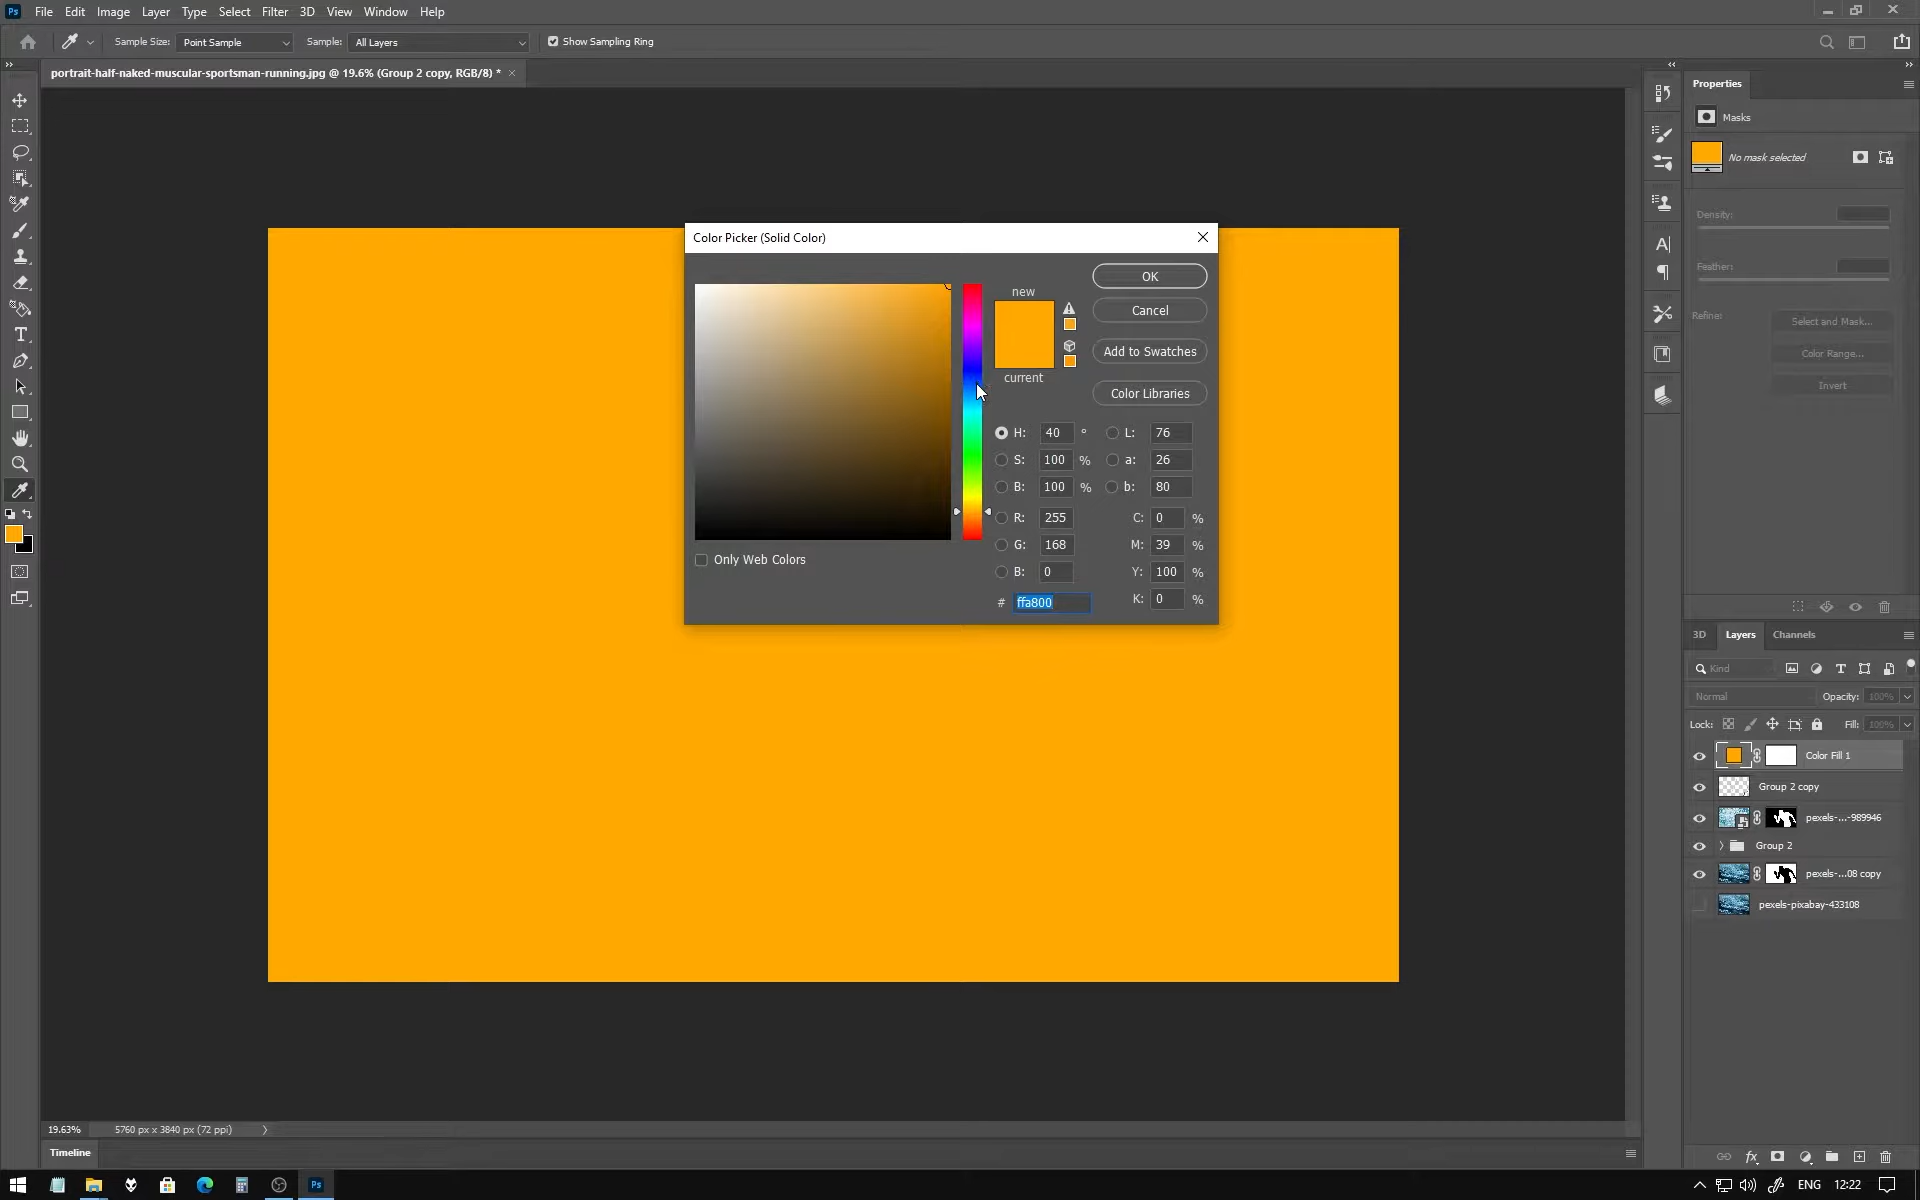 Ps File Edit Image Layer Type Select Filter 3D View Window Help
Sample Size: Point Sample Sample: All Layers Show Sampling Ring
portrait-half-naked-muscular-sportsman-running.jpg @ 19.6% (Group 2 copy, RGB/8) *
Properties
Masks
No mask selected
Density:
Feather:
Refine:
Select and Mask...
Color Range...
Invert
Color Picker (Solid Color)
new
current
OK
Cancel
Add to Swatches
Color Libraries
H: 40 ° L: 76
S: 100 % a: 26
B: 100 % b: 80
R: 255 C: 0 %
G: 168 M: 39 %
B: 0 Y: 100 %
# ffa800 K: 0 %
Only Web Colors
3D Layers Channels
Kind
Normal Opacity: 100%
Lock: Fill: 100%
Color Fill 1
Group 2 copy
pexels-...-989946
Group 2
pexels-...08 copy
pexels-pixabay-433108
19.63% 5760 px x 3840 px (72 ppi)
Timeline
Ps ENG 12:22